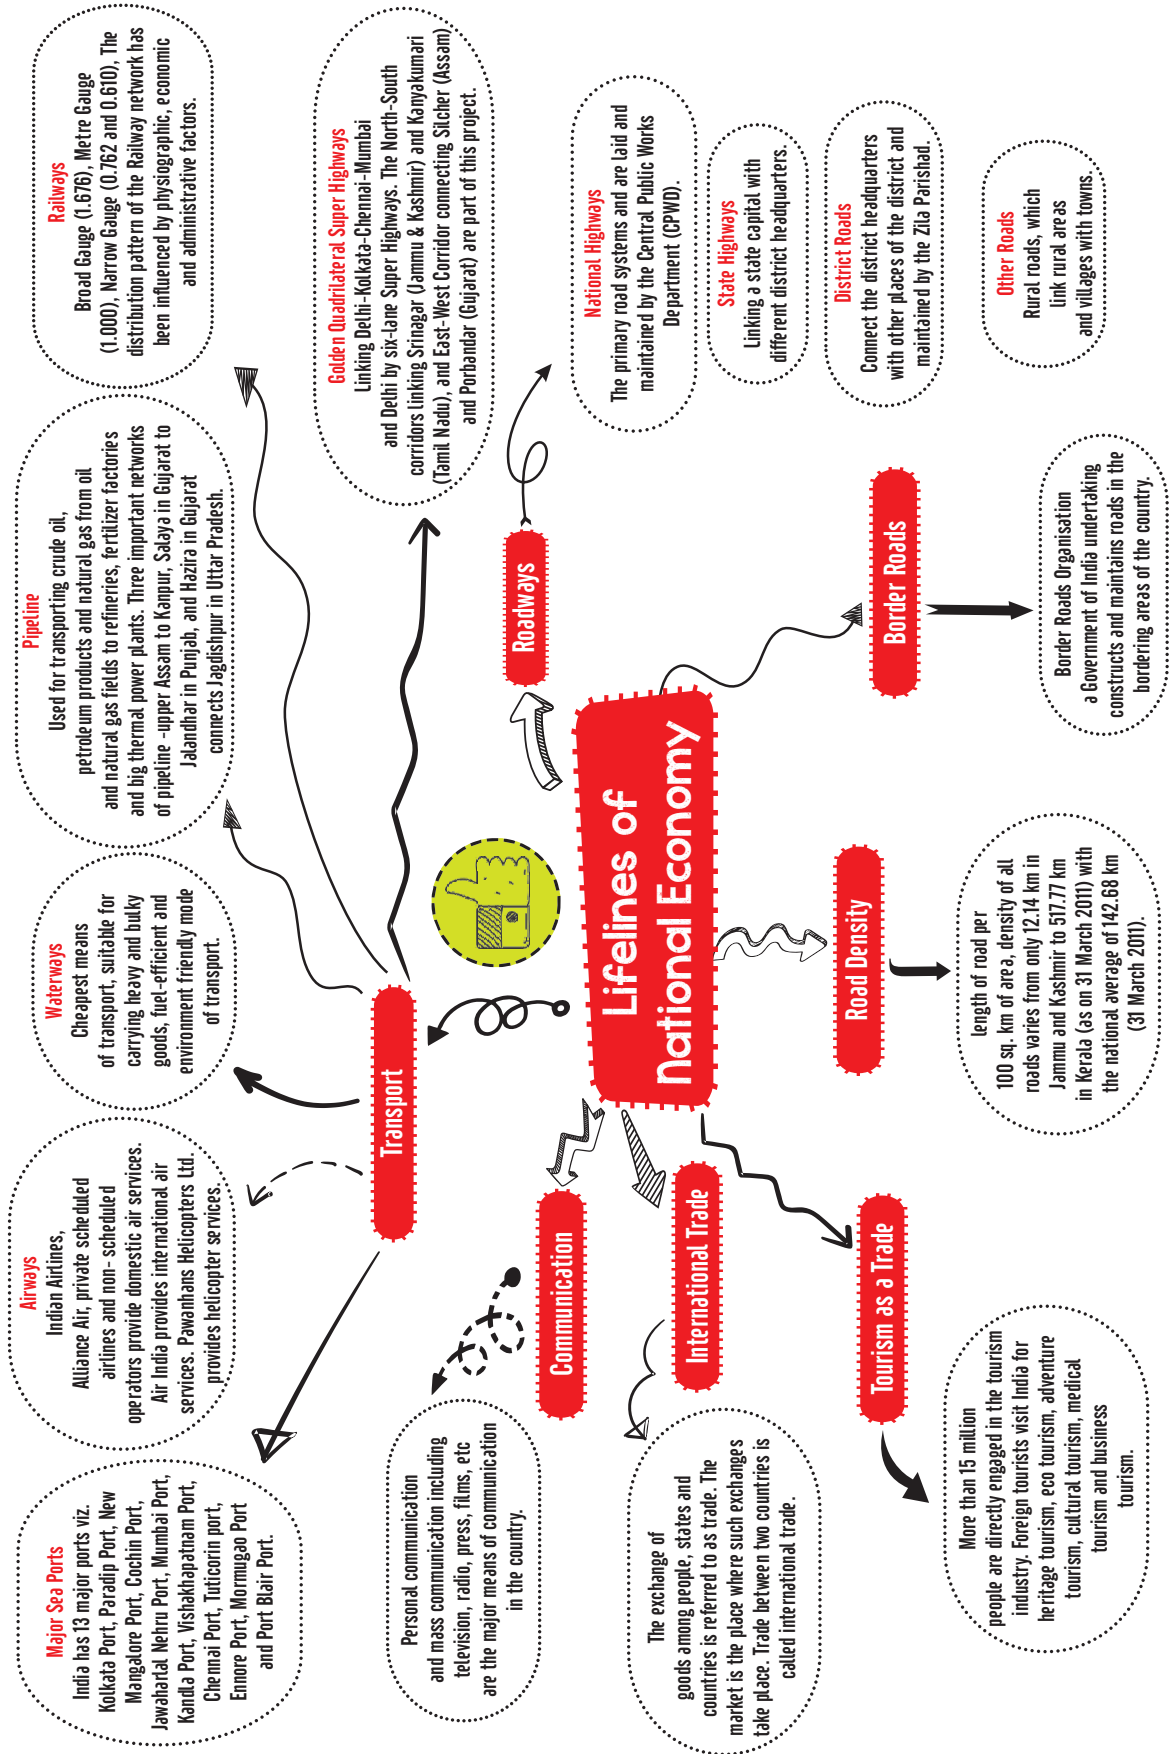 Major Sea Ports
India has 13 major ports viz.
Kolkata Port, Paradip Port, New
Mangalore Port, Cochin Port,
Jawaharlal Nehru Port, Mumbai Port,
Kandla Port, Vishakhapatnam Port,
Chennai Port, Tuticorin port,
Ennore Port, Mormugao Port
and Port Blair Port.
Airways
Indian Airlines,
Alliance Air, private scheduled
airlines and non- scheduled
operators provide domestic air services.
Air India provides international air
services. Pawanhans Helicopters Ltd.
provides helicopter services.
Waterways
Cheapest means
of transport, suitable for
carrying heavy and bulky
goods, fuel-efficient and
environment friendly mode
of transport.
Pipeline
Used for transporting crude oil,
petroleum products and natural gas from oil
and natural gas fields to refineries, fertilizer factories
and big thermal power plants. Three important networks
of pipeline -upper Assam to Kanpur, Salaya in Gujarat to
Jalandhar in Punjab, and Hazira in Gujarat
connects Jagdishpur in Uttar Pradesh.
Railways
Broad Gauge (1.676), Metre Gauge
(1.000), Narrow Gauge (0.762 and 0.610), The
distribution pattern of the Railway network has
been influenced by physiographic, economic
and administrative factors.
Transport
Golden Quadrilateral Super Highways
Linking Delhi-Kolkata-Chennai-Mumbai
and Delhi by six-lane Super Highways. The North-South
corridors linking Srinagar (Jammu & Kashmir) and Kanyakumari
(Tamil Nadu), and East-West Corridor connecting Silcher (Assam)
and Porbandar (Gujarat) are part of this project.
Personal communication
and mass communication including
television, radio, press, films, etc
are the major means of communication
in the country.
Communication
Roadways
Lifelines of
National Economy
National Highways
The primary road systems and are laid and
maintained by the Central Public Works
Department (CPWD).
State Highways
Linking a state capital with
different district headquarters.
District Roads
Connect the district headquarters
with other places of the district and
maintained by the Zila Parishad.
Other Roads
Rural roads, which
link rural areas
and villages with towns.
International Trade
The exchange of
goods among people, states and
countries is referred to as trade. The
market is the place where such exchanges
take place. Trade between two countries is
called international trade.
Tourism as a Trade
More than 15 million
people are directly engaged in the tourism
industry. Foreign tourists visit India for
heritage tourism, eco tourism, adventure
tourism, cultural tourism, medical
tourism and business
tourism.
Road Density
length of road per
100 sq. km of area, density of all
roads varies from only 12.14 km in
Jammu and Kashmir to 517.77 km
in Kerala (as on 31 March 2011) with
the national average of 142.68 km
(31 March 2011).
Border Roads
Border Roads Organisation
a Government of India undertaking
constructs and maintains roads in the
bordering areas of the country.